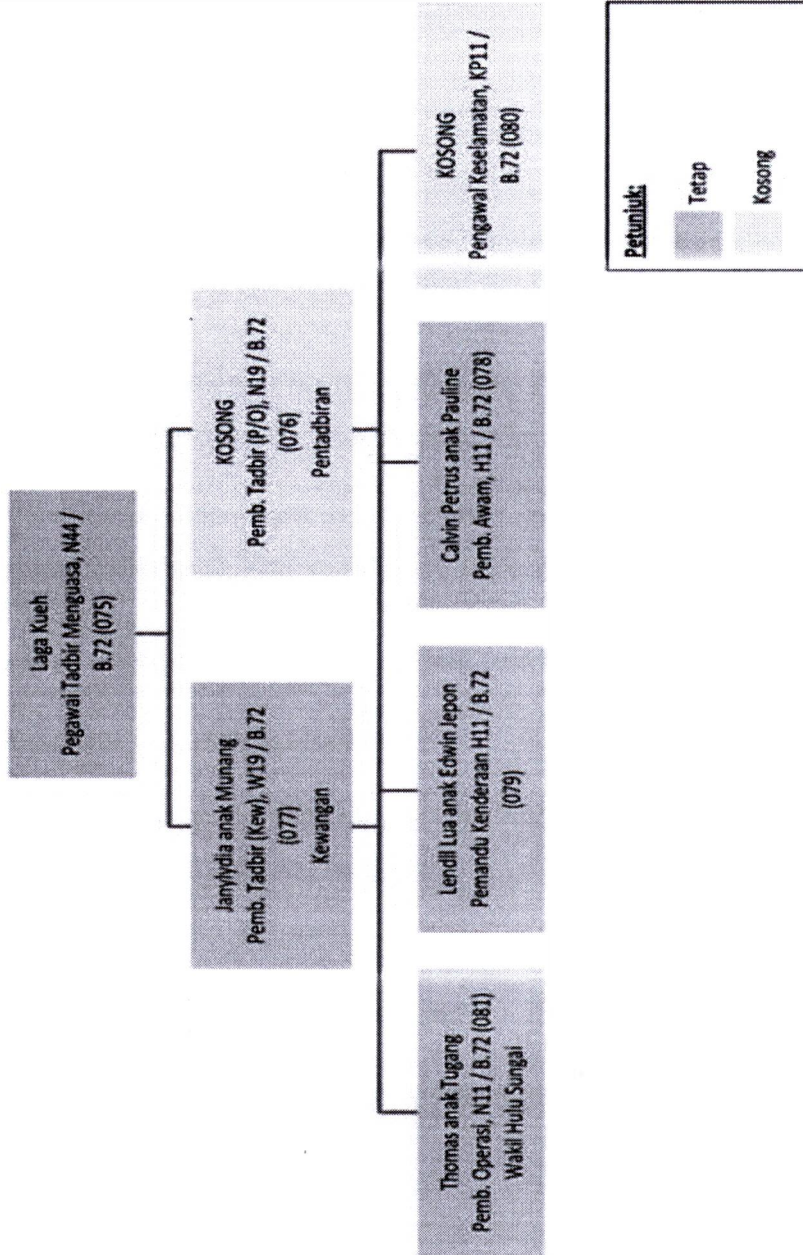 Laga Kueh
Pegawai Tadbir Menguasa, N44 /
B.72 (075)
Janylydia anak Munang
Pemb. Tadbir (Kew), W19 / B.72
(077)
Kewangan
KOSONG
Pemb. Tadbir (P/O), N19 / B.72
(076)
Pentadbiran
Thomas anak Tugang
Pemb. Operasi, N11 / B.72 (081)
Wakil Hulu Sungai
Lendil Lua anak Edwin Jepon
Pemandu Kenderaan H11 / B.72
(079)
Calvin Petrus anak Pauline
Pemb. Awam, H11 / B.72 (078)
KOSONG
Pengawal Keselamatan, KP11 /
B.72 (080)
Petunjuk:
Tetap
Kosong